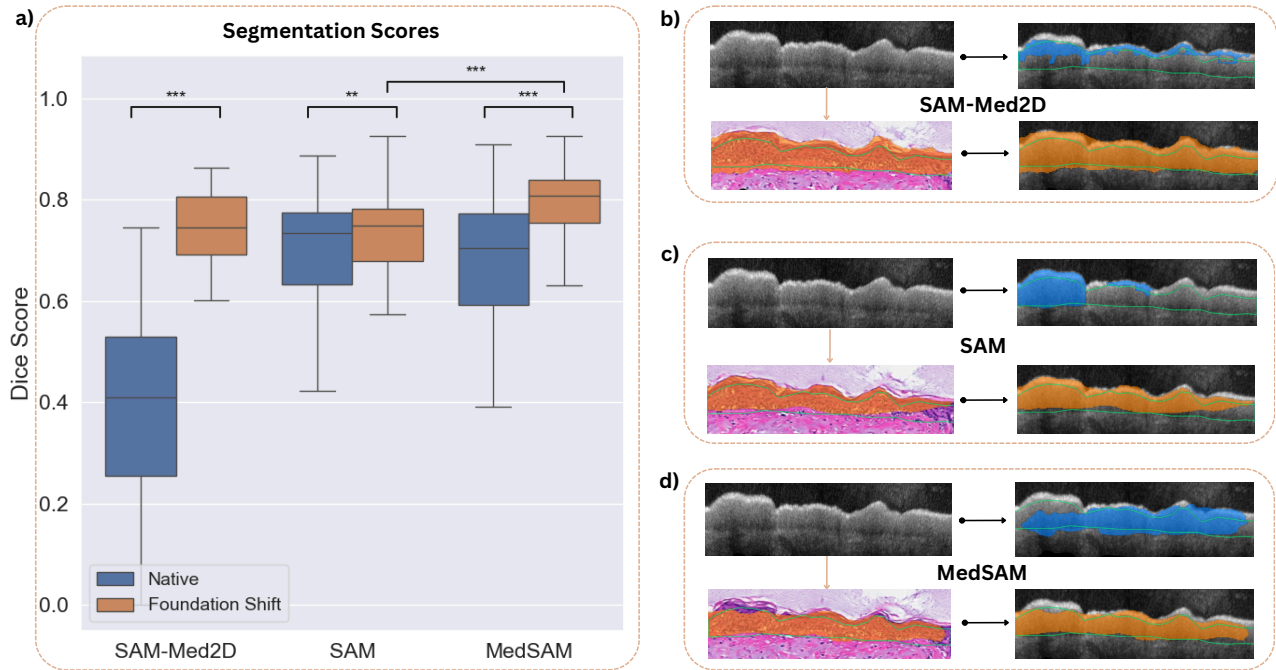 a)
Segmentation Scores
***
**
***
***
1.0
0.8
0.6
0.4
0.2
0.0
Dice Score
Native
Foundation Shift
SAM-Med2D
SAM
MedSAM
b)
SAM-Med2D
c)
SAM
d)
MedSAM